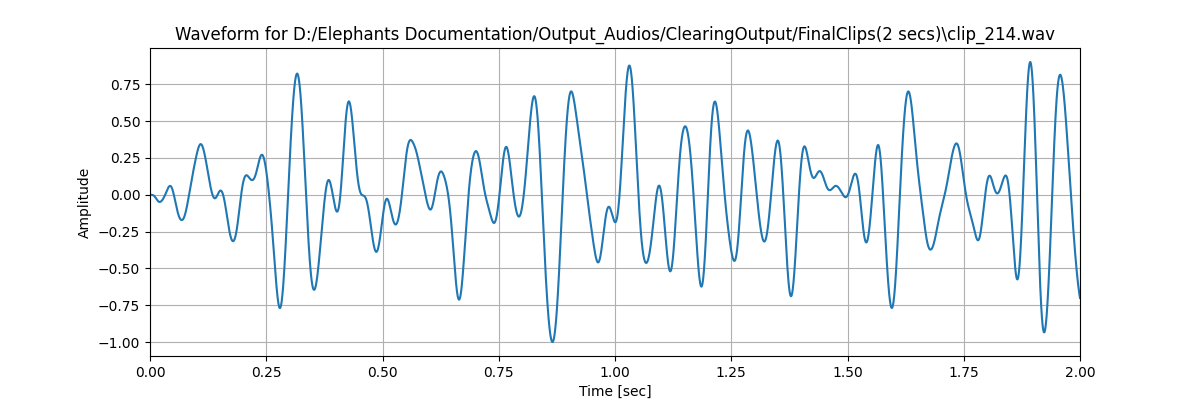 Waveform for D:/Elephants Documentation/Output_Audios/ClearingOutput/FinalClips(2 secs)\clip_214.wav
Amplitude
0.75
0.50
0.25
0.00
−0.25
−0.50
−0.75
−1.00
0.00 0.25 0.50 0.75 1.00 1.25 1.50 1.75 2.00
Time [sec]